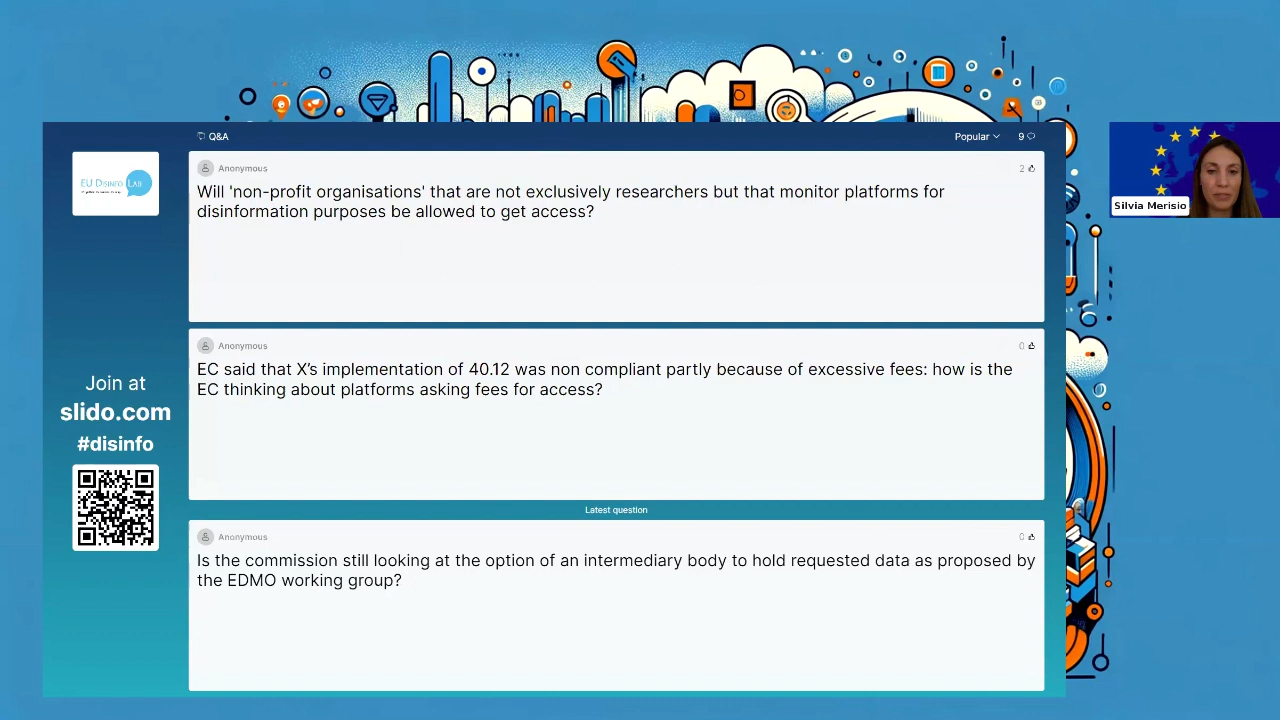 Q&A
Popular
9
EU DISINFO LAB
Anonymous
2
Will 'non-profit organisations' that are not exclusively researchers but that monitor platforms for
disinformation purposes be allowed to get access?
Silvia Merisio
Anonymous
0
EC said that X's implementation of 40.12 was non compliant partly because of excessive fees: how is the
EC thinking about platforms asking fees for access?
Join at
slido.com
#disinfo
Latest question
Anonymous
0
Is the commission still looking at the option of an intermediary body to hold requested data as proposed by
the EDMO working group?